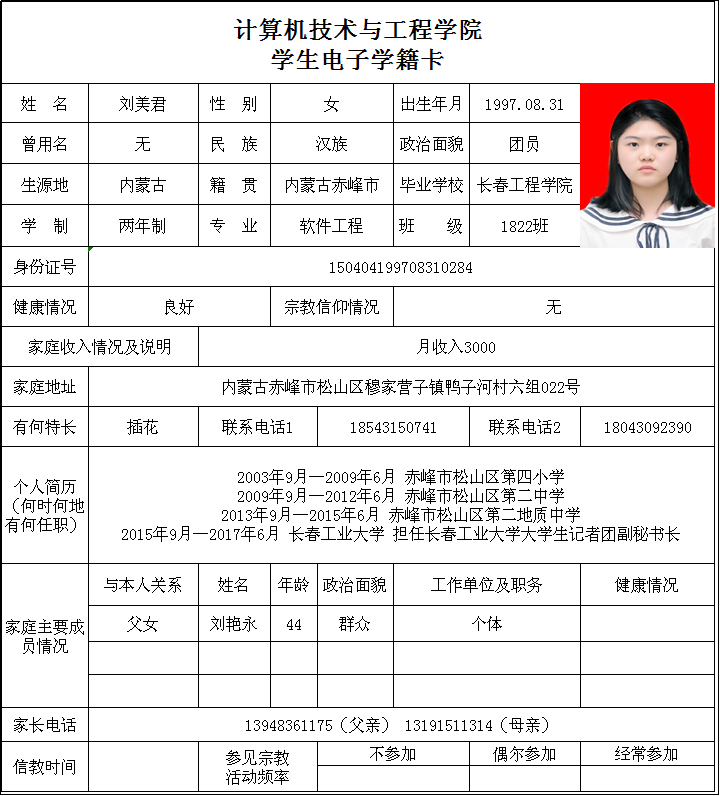 计算机技术与工程学院
学生电子学籍卡
姓 名 刘美君 性 别 女 出生年月 1997.08.31
曾用名 无 民 族 汉族 政治面貌 团员
生源地 内蒙古 籍 贯 内蒙古赤峰市 毕业学校 长春工程学院
学 制 两年制 专 业 软件工程 班 级 1822班
身份证号 150404199708310284
健康情况 良好 宗教信仰情况 无
家庭收入情况及说明 月收入3000
家庭地址 内蒙古赤峰市松山区穆家营子镇鸭子河村六组022号
有何特长 插花 联系电话1 18543150741 联系电话2 18043092390
个人简历
（何时何地
有何任职）
2003年9月—2009年6月 赤峰市松山区第四小学
2009年9月—2012年6月 赤峰市松山区第二中学
2013年9月—2015年6月 赤峰市松山区第二地质中学
2015年9月—2017年6月 长春工业大学 担任长春工业大学大学生记者团副秘书长
家庭主要成
员情况
与本人关系 姓名 年龄 政治面貌 工作单位及职务 健康情况
父女 刘艳永 44 群众 个体
家长电话 13948361175（父亲） 13191511314（母亲）
信教时间
参见宗教
活动频率
不参加 偶尔参加 经常参加